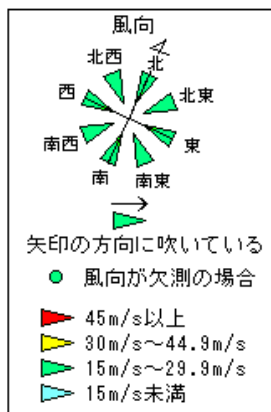 風向
北西 北
西 北東
南西 東
南 南東
矢印の方向に吹いている
風向が欠測の場合
45m/s以上
30m/s～44.9m/s
15m/s～29.9m/s
15m/s未満